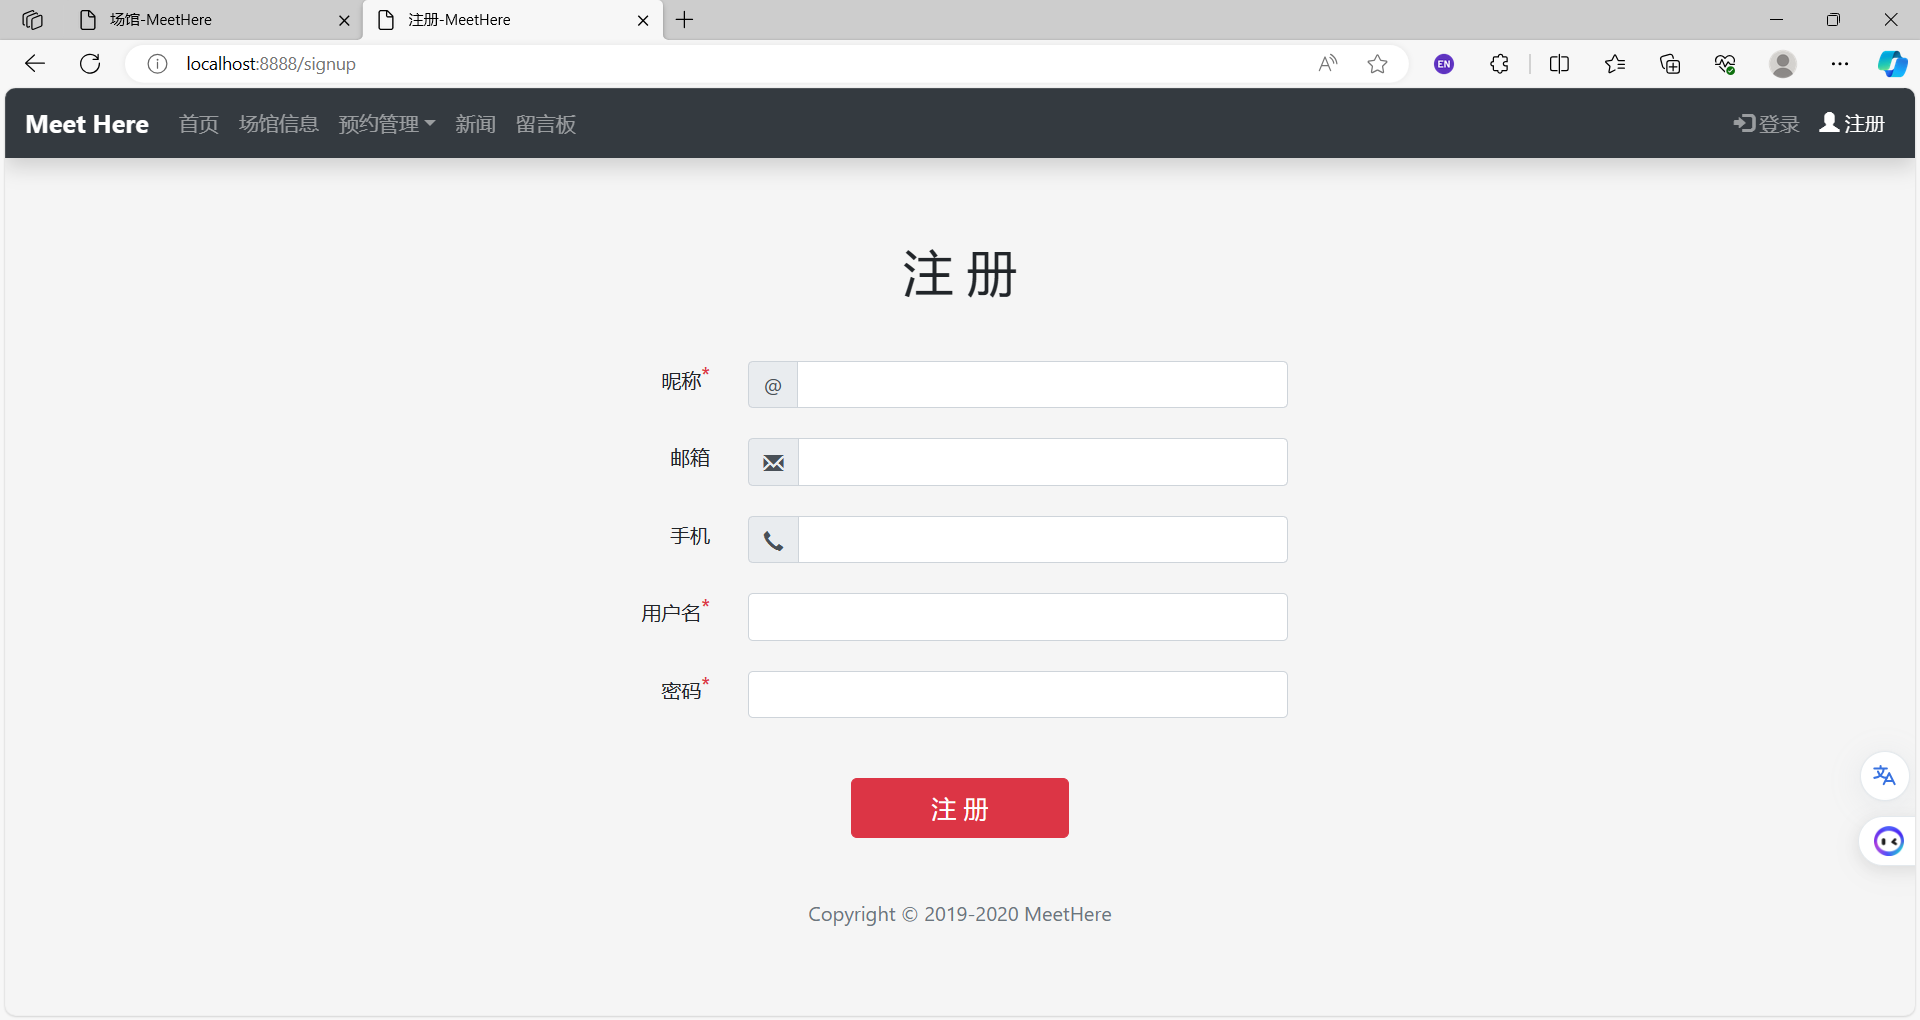 场馆-MeetHere
注册-MeetHere
localhost:8888/signup
EN
Meet Here 首页 场馆信息 预约管理 新闻 留言板 登录 注册
注 册
昵称* @
邮箱
手机
用户名*
密码*
注 册
Copyright © 2019-2020 MeetHere